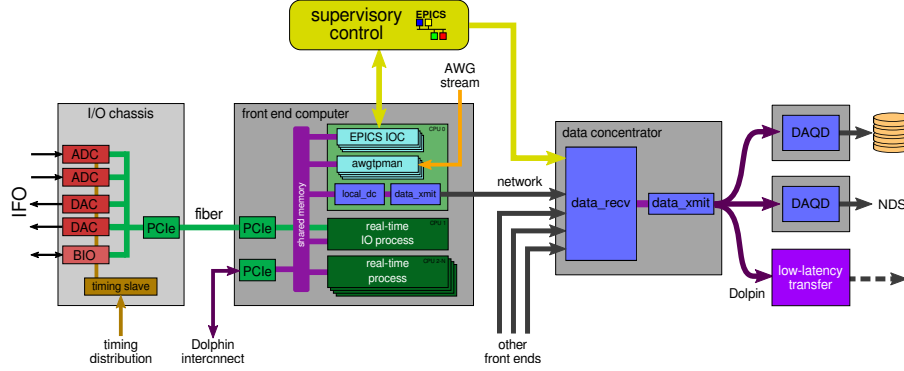 supervisory
control
EPICS
AWG
stream
I/O chassis
front end computer
CPU 0
EPICS IOC
awgtpman
local_dc
data_xmit
shared memory
ADC
ADC
DAC
DAC
BIO
IFO
PCIe
fiber
PCIe
PCIe
CPU 1
real-time
IO process
CPU 2-N
real-time
process
timing slave
timing
distribution
Dolphin
intercnnect
network
data concentrator
data_recv
data_xmit
other
front ends
DAQD
DAQD
NDS
low-latency
transfer
Dolpin